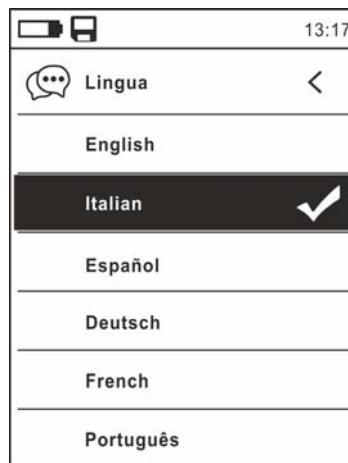 13:17
Lingua
English
Italian
Español
Deutsch
French
Português